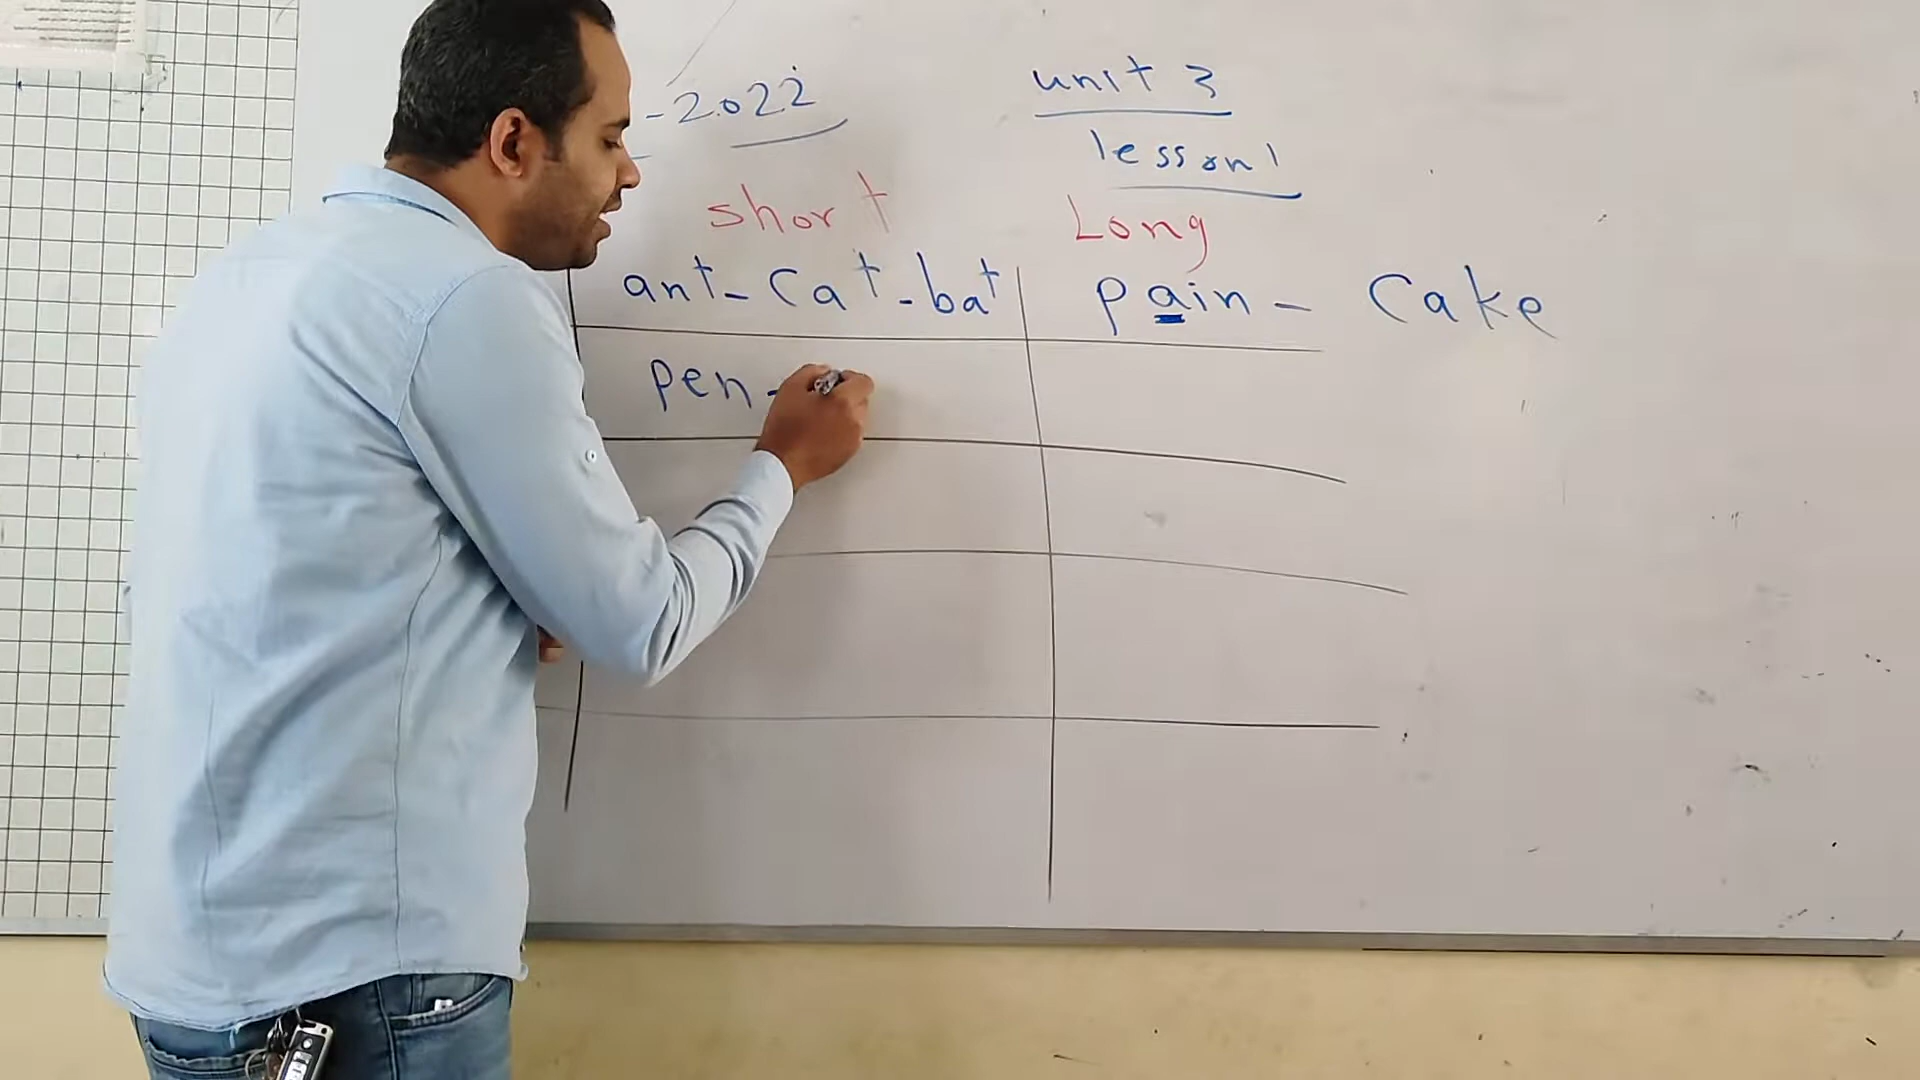 -2022
unit 3
lesson 1
short
Long
ant - cat - bat
pain - cake
pen -